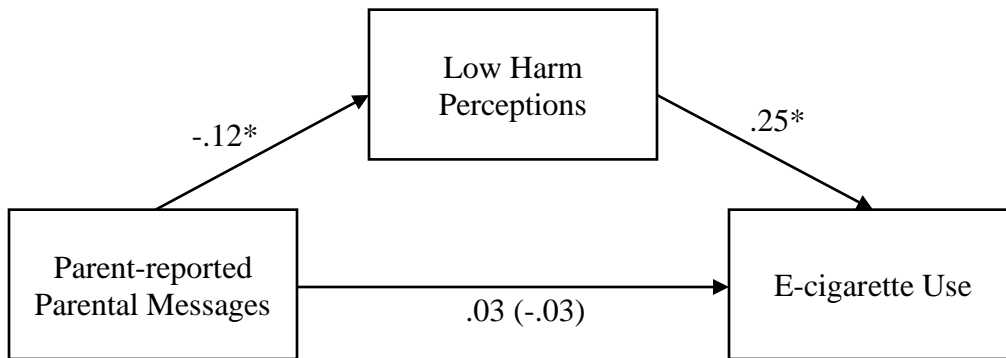 Low Harm
Perceptions
-.12*
.25*
Parent-reported
Parental Messages
E-cigarette Use
.03 (-.03)